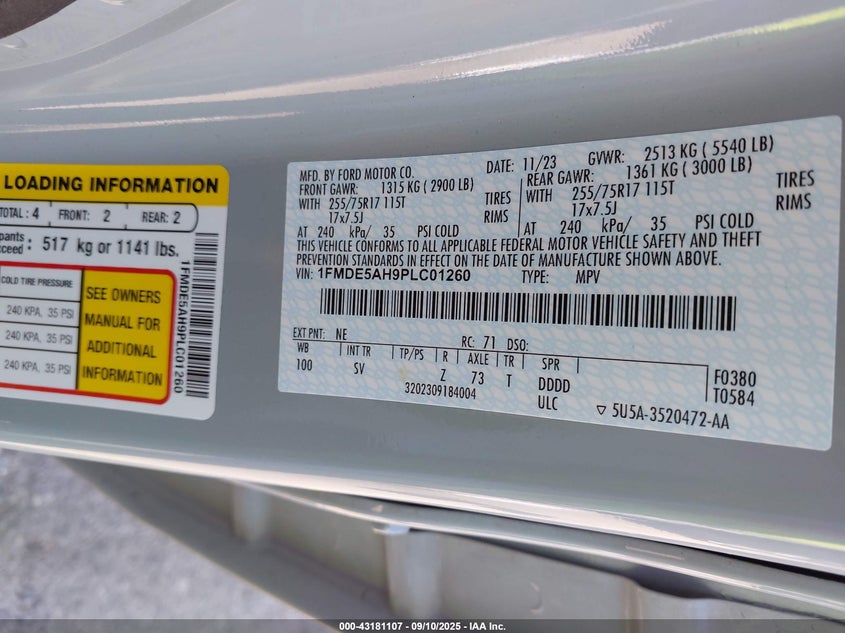 LOADING INFORMATION
TOTAL : 4 FRONT: 2 REAR: 2
pants
ceed : 517 kg or 1141 lbs.
COLD TIRE PRESSURE
240 KPA, 35 PSI
240 KPA, 35 PSI
240 KPA, 35 PSI
SEE OWNERS
MANUAL FOR
ADDITIONAL
INFORMATION
1FMDE5AH9PLC01260
MFD. BY FORD MOTOR CO. DATE: 11/23 GVWR: 2513 KG ( 5540 LB)
FRONT GAWR: 1315 KG ( 2900 LB) REAR GAWR: 1361 KG ( 3000 LB)
WITH 255/75R17 115T TIRES WITH 255/75R17 115T TIRES
17x7.5J RIMS 17x7.5J RIMS
AT 240 kPa/ 35 PSI COLD AT 240 kPa/ 35 PSI COLD
THIS VEHICLE CONFORMS TO ALL APPLICABLE FEDERAL MOTOR VEHICLE SAFETY AND THEFT
PREVENTION STANDARDS IN EFFECT ON THE DATE OF MANUFACTURE SHOWN ABOVE.
VIN: 1FMDE5AH9PLC01260 TYPE: MPV
EXT PNT: NE RC: 71 DSO:
WB INT TR TP/PS R AXLE TR SPR
100 SV Z 73 T DDDD
F0380
T0584
3202309184004 ULC
5U5A-3520472-AA
000-43181107 - 09/10/2025 - IAA Inc.